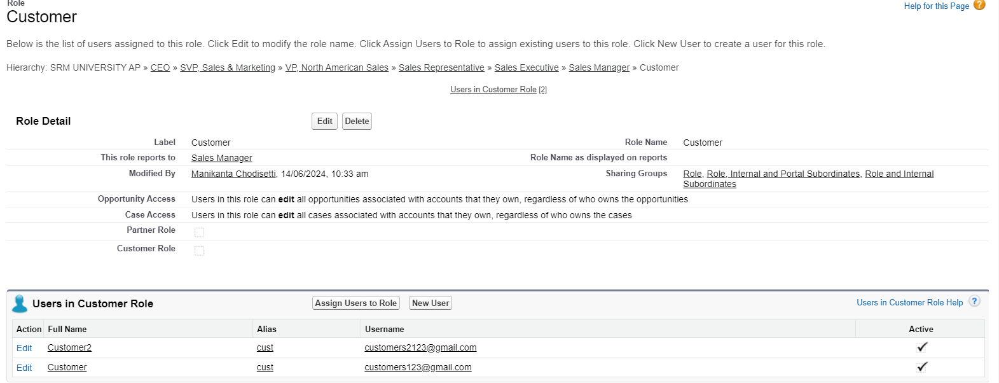 Role
Customer
Help for this Page
Below is the list of users assigned to this role. Click Edit to modify the role name. Click Assign Users to Role to assign existing users to this role. Click New User to create a user for this role.
Hierarchy: SRM UNIVERSITY AP » CEO » SVP, Sales & Marketing » VP, North American Sales » Sales Representative » Sales Executive » Sales Manager » Customer
Users in Customer Role [2]
Role Detail Edit Delete
Label Customer Role Name Customer
This role reports to Sales Manager Role Name as displayed on reports
Modified By Manikanta Chodisetti, 14/06/2024, 10:33 am Sharing Groups Role, Role, Internal and Portal Subordinates, Role and Internal
Subordinates
Opportunity Access Users in this role can edit all opportunities associated with accounts that they own, regardless of who owns the opportunities
Case Access Users in this role can edit all cases associated with accounts that they own, regardless of who owns the cases
Partner Role
Customer Role
Users in Customer Role Assign Users to Role New User Users in Customer Role Help ?
Action Full Name Alias Username Active
Edit Customer2 cust customers2123@gmail.com ✓
Edit Customer cust customers123@gmail.com ✓